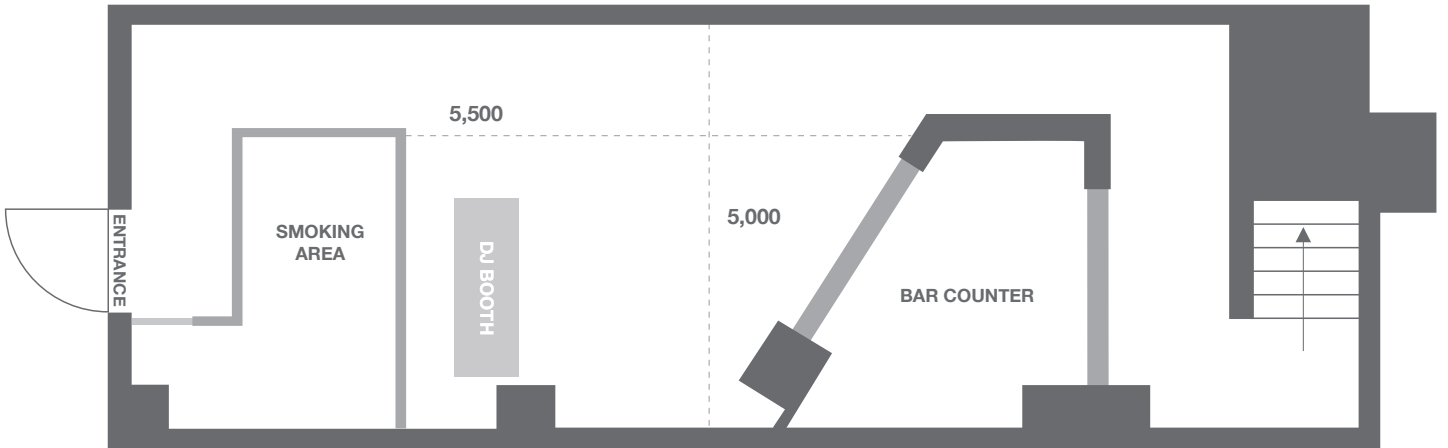 5,500
ENTRANCE
SMOKING
AREA
DJ BOOTH
5,000
BAR COUNTER